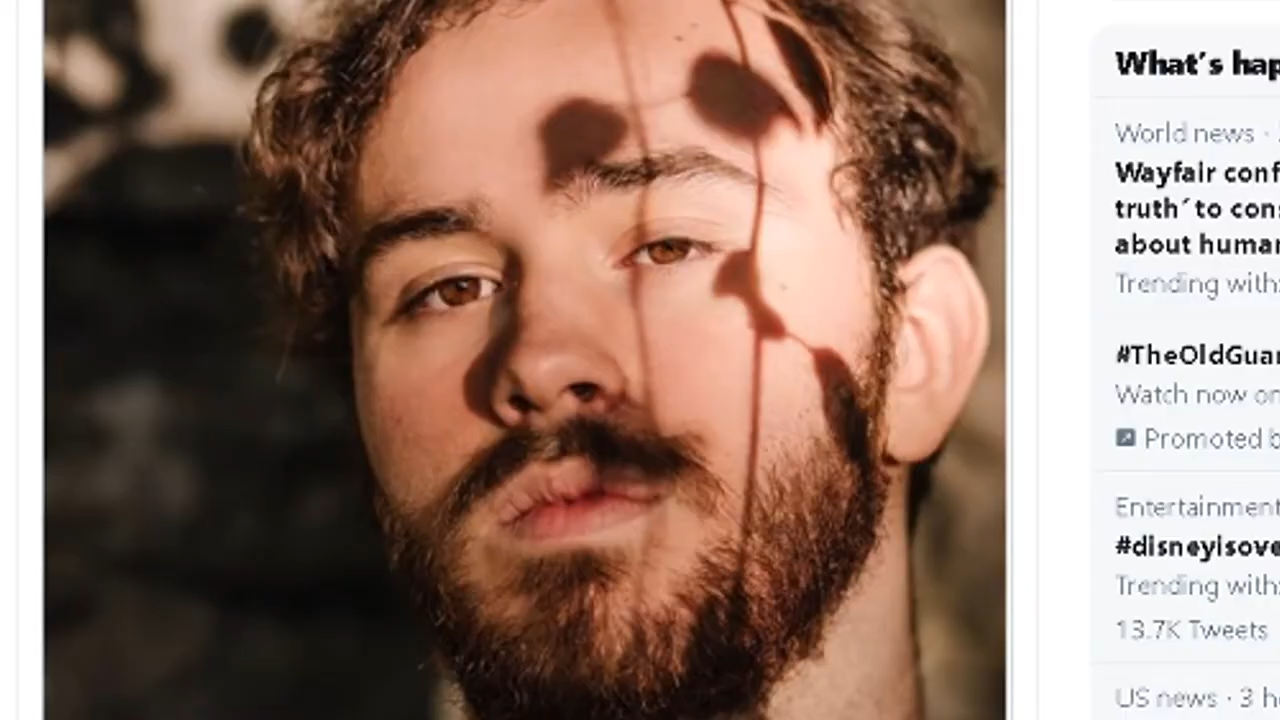 What's hap
World news ·
Wayfair conf
truth' to cons
about human
Trending with:
#TheOldGuar
Watch now on
Promoted b
Entertainment
#disneyisove
Trending with:
13.7K Tweets
US news · 3 h